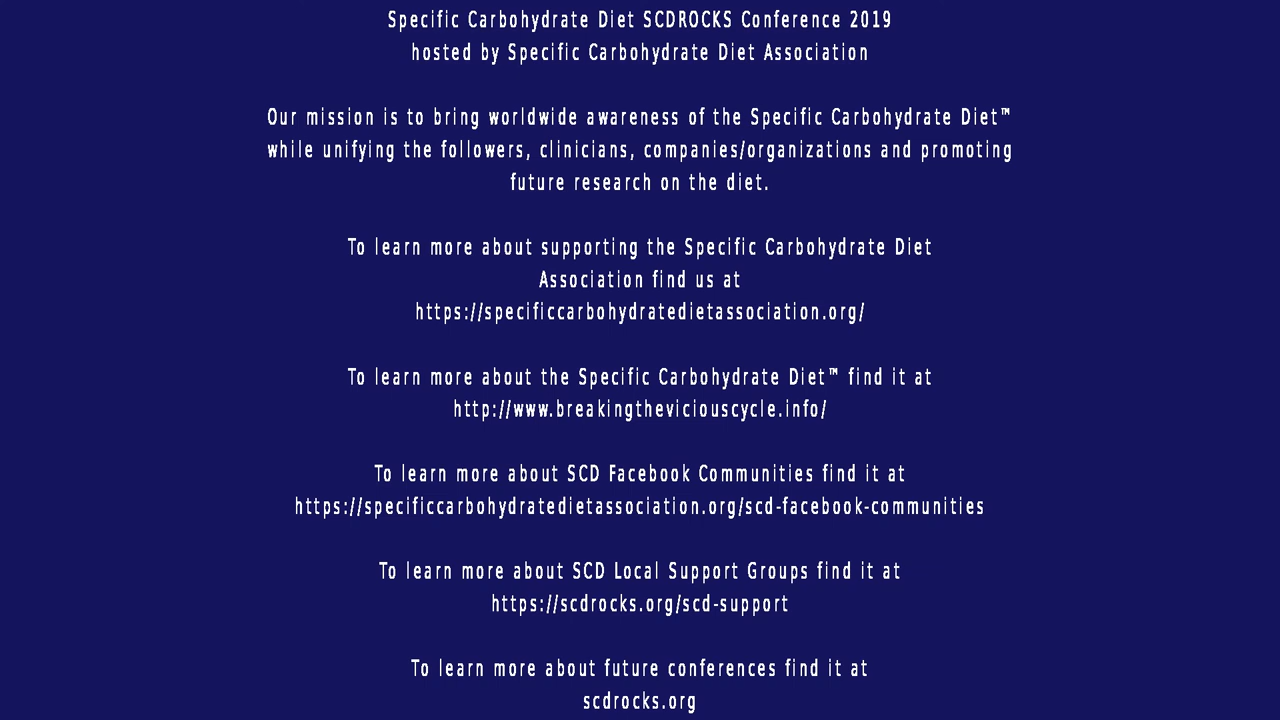 Specific Carbohydrate Diet SCDROCKS Conference 2019
hosted by Specific Carbohydrate Diet Association
Our mission is to bring worldwide awareness of the Specific Carbohydrate Diet™
while unifying the followers, clinicians, companies/organizations and promoting
future research on the diet.
To learn more about supporting the Specific Carbohydrate Diet
Association find us at
https://specificcarbohydratedietassociation.org/
To learn more about the Specific Carbohydrate Diet™ find it at
http://www.breakingtheviciouscycle.info/
To learn more about SCD Facebook Communities find it at
https://specificcarbohydratedietassociation.org/scd-facebook-communities
To learn more about SCD Local Support Groups find it at
https://scdrocks.org/scd-support
To learn more about future conferences find it at
scdrocks.org